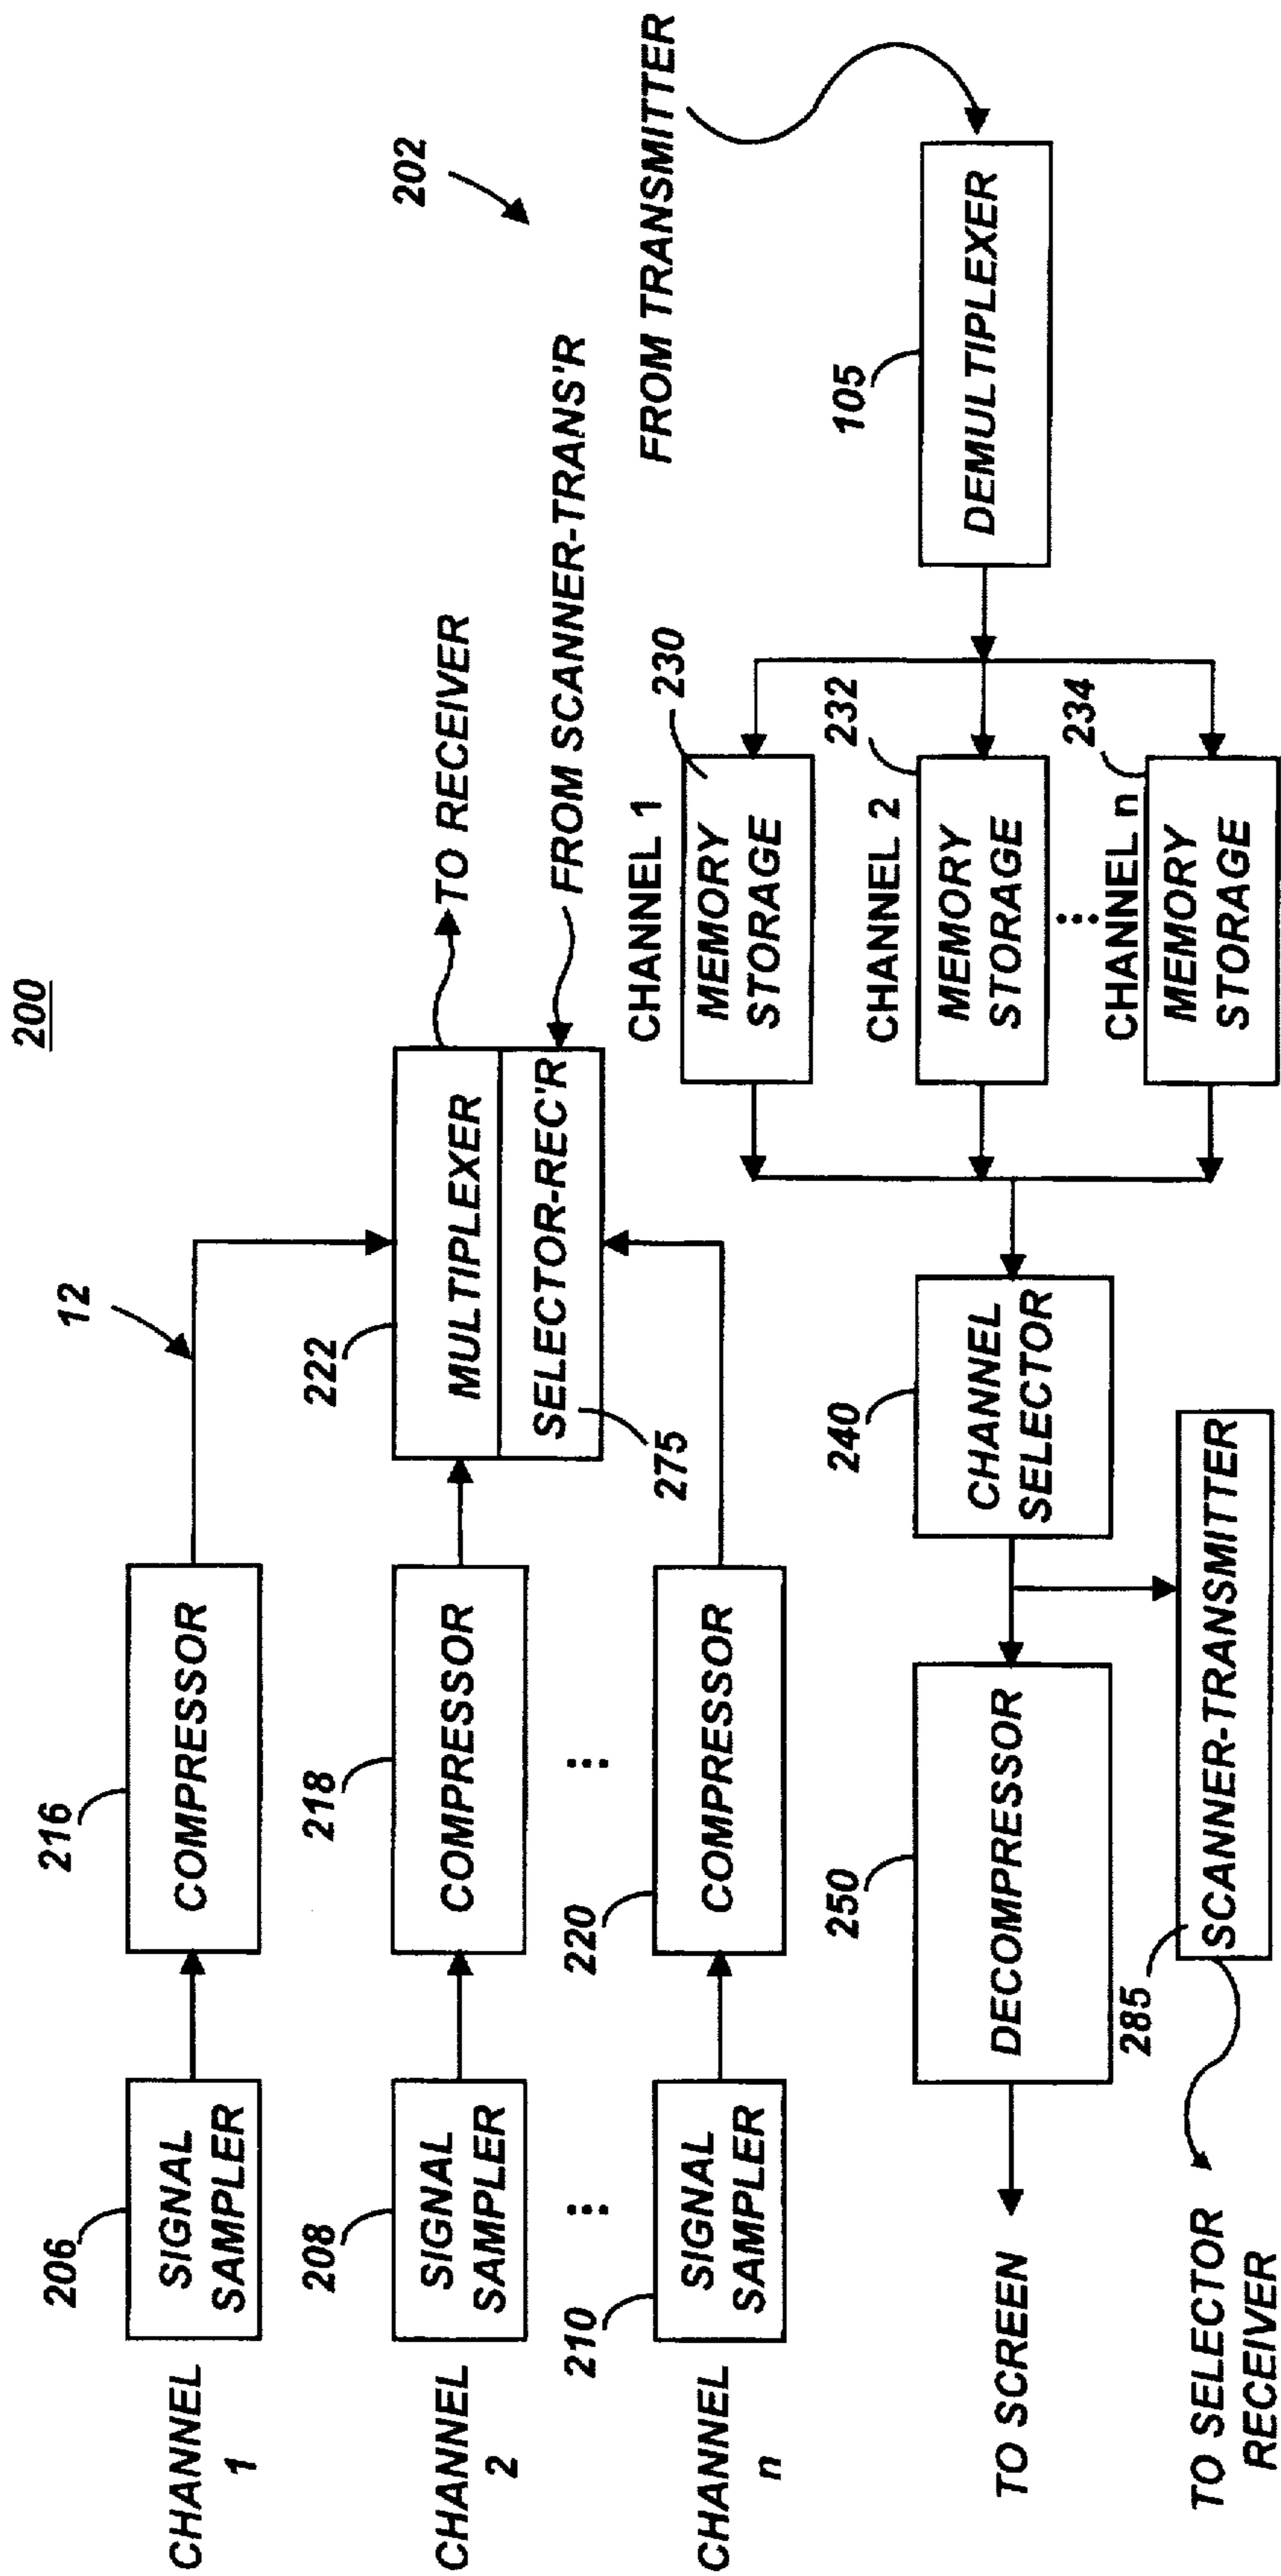 200
12
202
CHANNEL
1
206
SIGNAL
SAMPLER
216
COMPRESSOR
CHANNEL
2
208
SIGNAL
SAMPLER
218
COMPRESSOR
222
MULTIPLEXER
TO RECEIVER
SELECTOR-REC'R
275
FROM SCANNER-TRANS'R
CHANNEL
n
210
SIGNAL
SAMPLER
220
COMPRESSOR
FROM TRANSMITTER
105
DEMULTIPLEXER
CHANNEL 1
230
MEMORY
STORAGE
CHANNEL 2
232
MEMORY
STORAGE
CHANNEL n
234
MEMORY
STORAGE
240
CHANNEL
SELECTOR
250
DECOMPRESSOR
TO SCREEN
285
SCANNER-TRANSMITTER
TO SELECTOR
RECEIVER